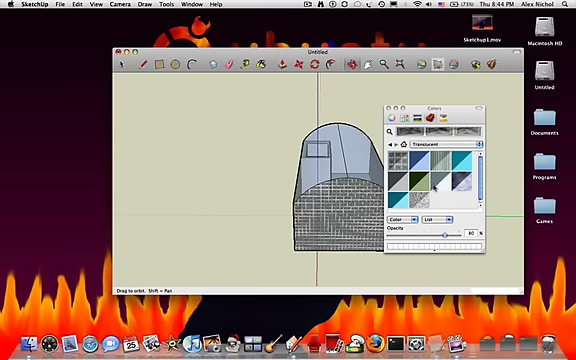 SketchUp File Edit View Camera Draw Tools Window Help
(71%) Thu 8:44 PM Alex Nichol
Sketchup1.mov
Macintosh HD
Untitled
Untitled
Documents
Programs
Games
Colors
Translucent
Color
List
Opacity
80 %
Drag to orbit. Shift = Pan